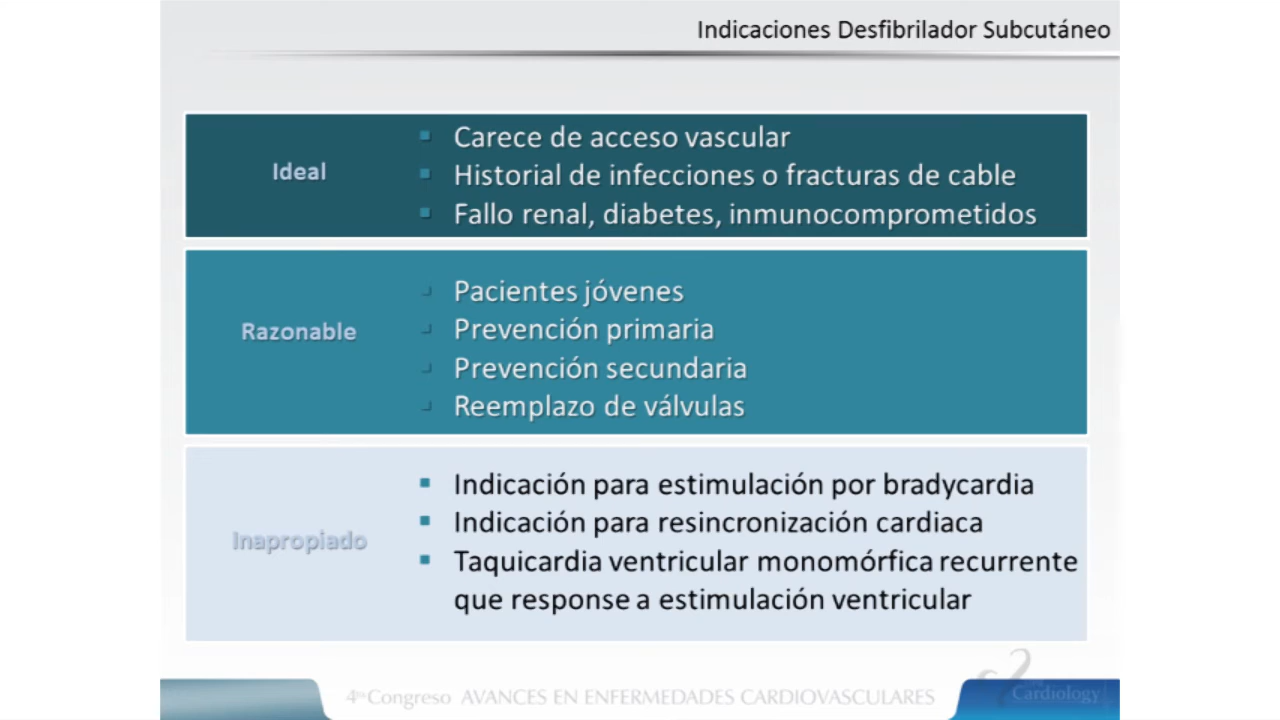 Indicaciones Desfibrilador Subcutáneo
Ideal
▪ Carece de acceso vascular
▪ Historial de infecciones o fracturas de cable
▪ Fallo renal, diabetes, inmunocomprometidos
Razonable
Pacientes jóvenes
Prevención primaria
Prevención secundaria
Reemplazo de válvulas
Inapropiado
▪ Indicación para estimulación por bradycardia
▪ Indicación para resincronización cardiaca
▪ Taquicardia ventricular monomórfica recurrente
que response a estimulación ventricular
Congreso AVANCES EN ENFERMEDADES CARDIOVASCULARES
Cardiology